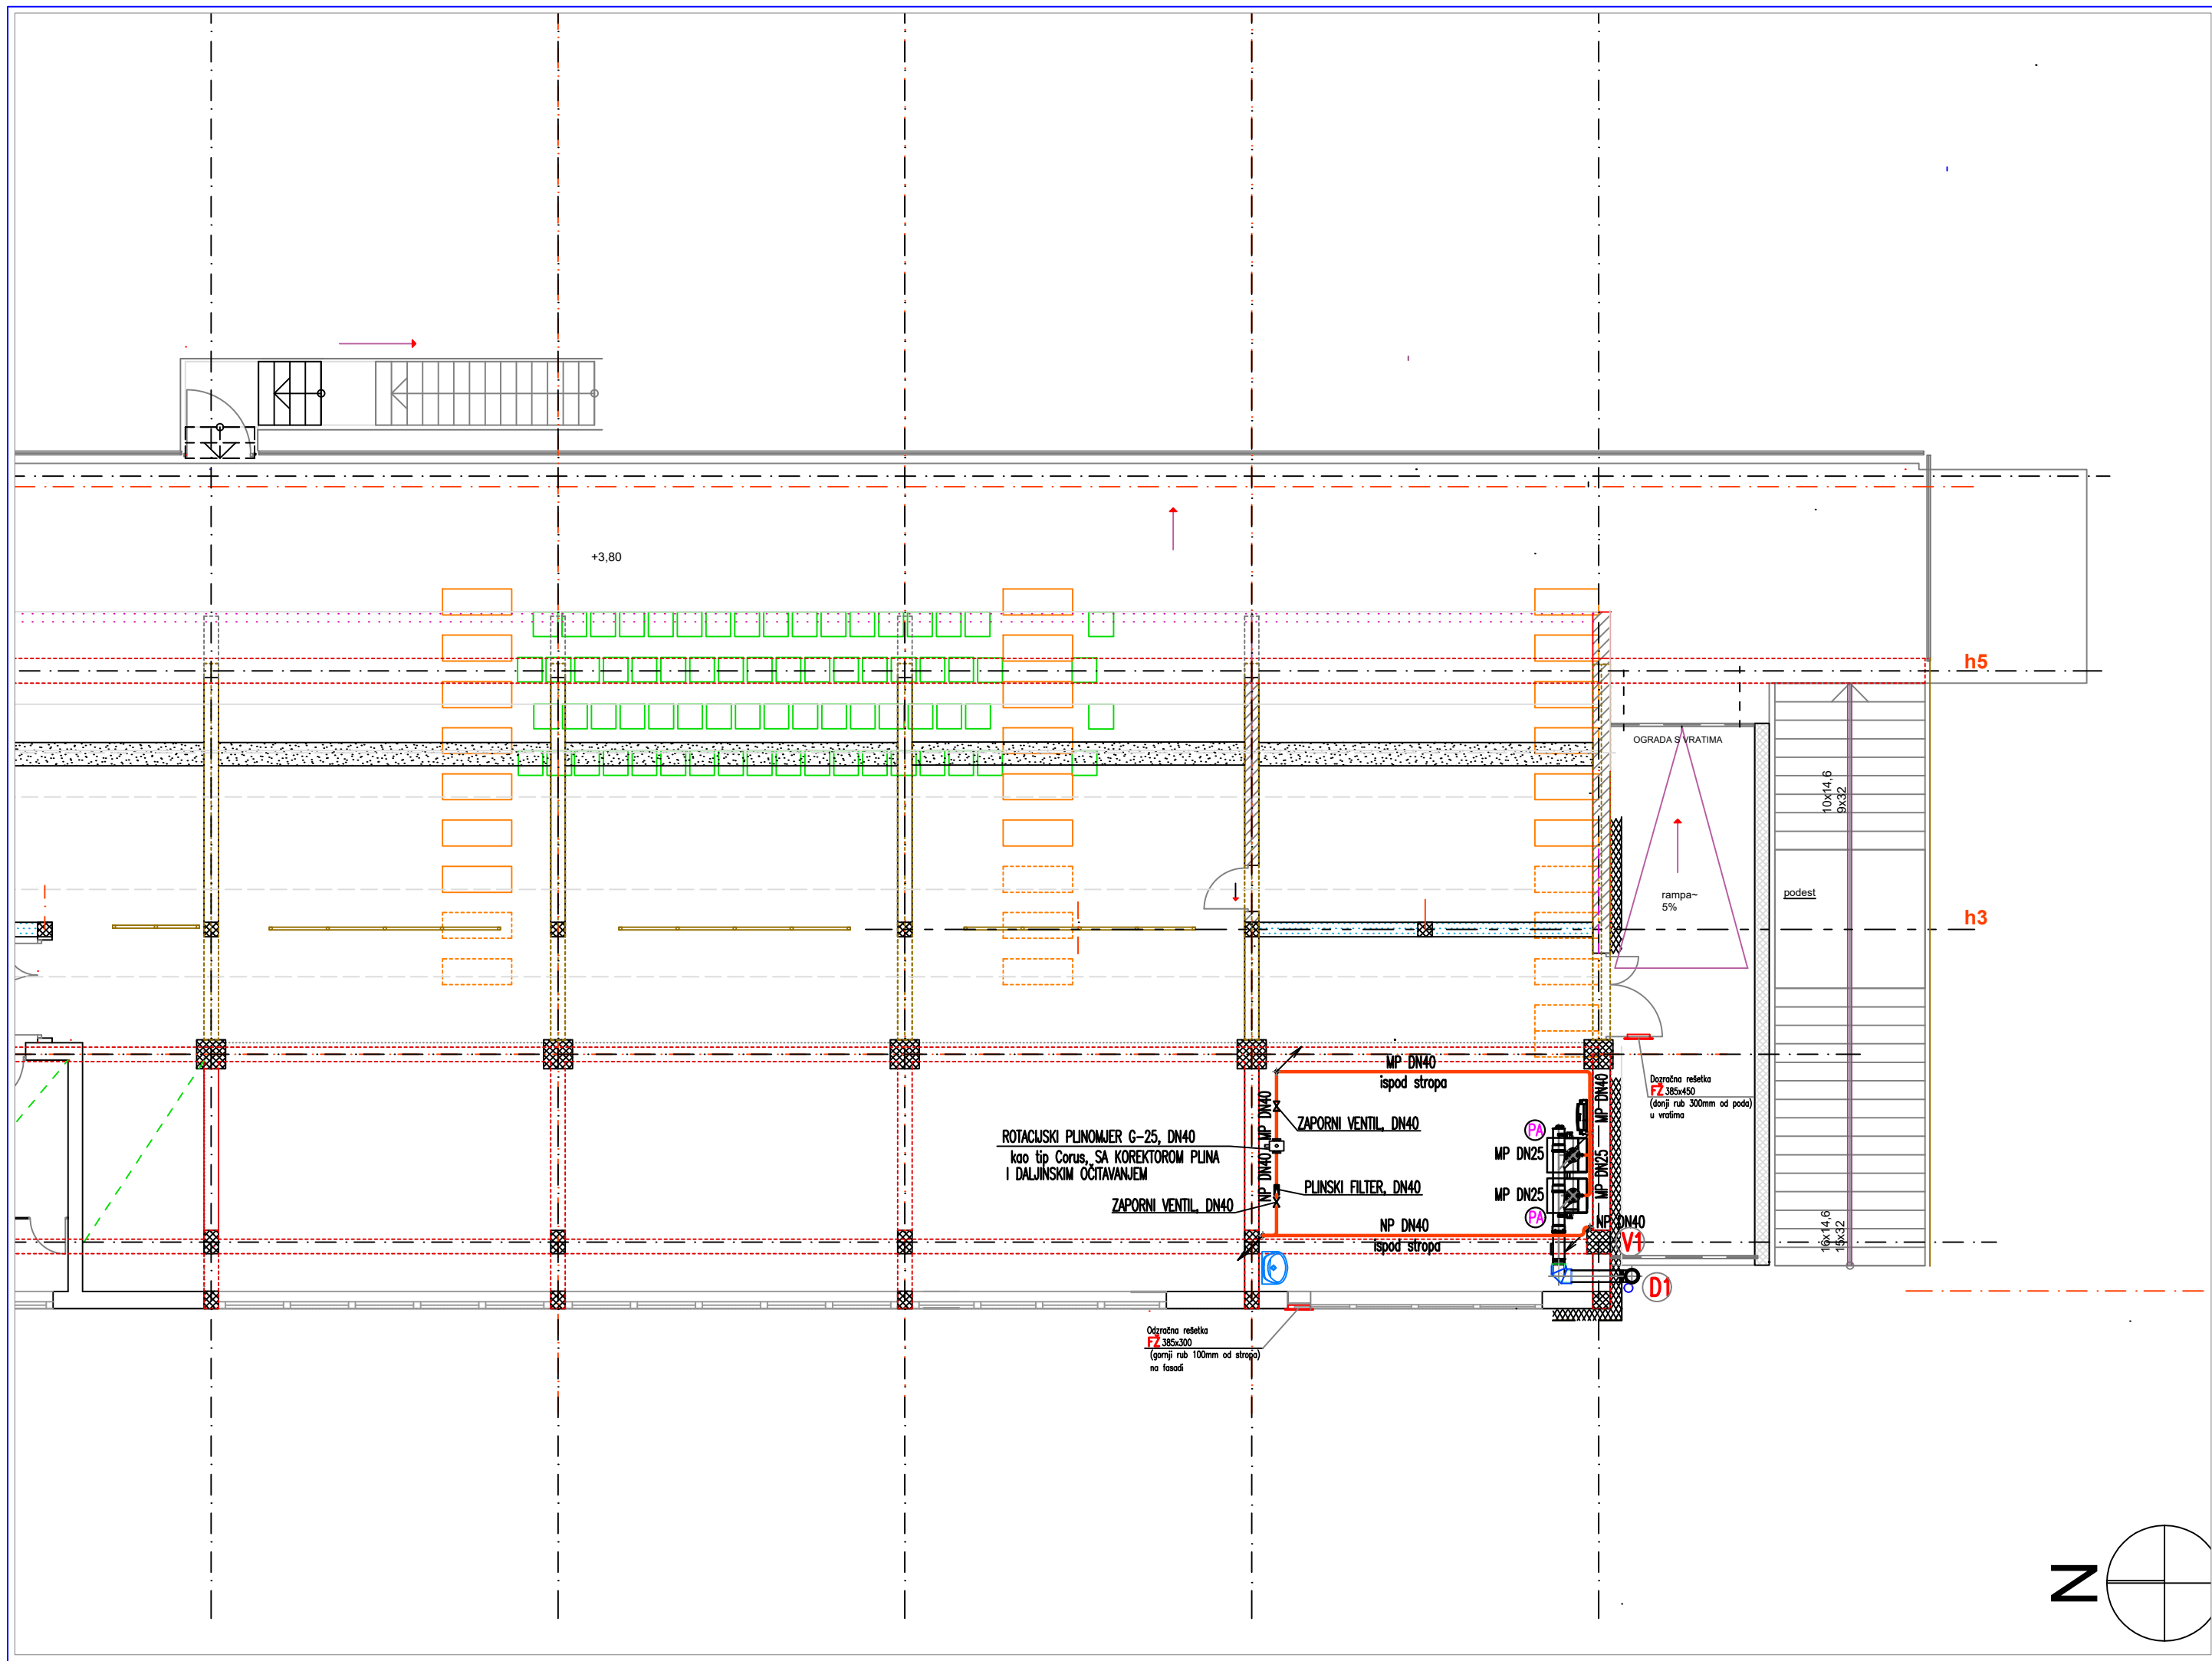 +3,80
h5
OGRADA S VRATIMA
10x14,6
9x32
rampa~
5%
podest
h3
MP DN40
ispod stropa
MP DN40
Dozračna rešetka
FŽ 385x450
(donji rub 300mm od poda)
u vratima
NP DN40 MP DN40
ZAPORNI VENTIL, DN40
PA
ROTACIJSKI PLINOMJER G-25, DN40
kao tip Corus, SA KOREKTOROM PLINA
I DALJINSKIM OČITAVANJEM
MP DN25
MP DN25
PLINSKI FILTER, DN40
MP DN25
ZAPORNI VENTIL, DN40
PA
NP DN40
ispod stropa
NP DN40
V1
16x14,6
15x32
D1
Odzračna rešetka
FŽ 385x300
(gornji rub 100mm od stropa)
na fasadi
N